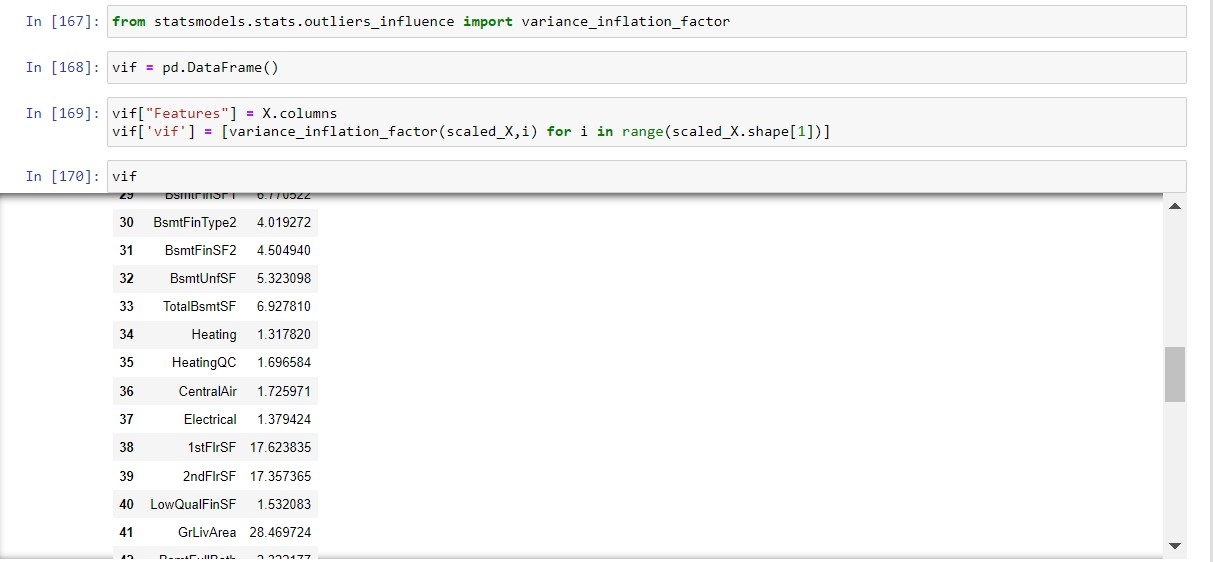 In [167]: from statsmodels.stats.outliers_influence import variance_inflation_factor
In [168]: vif = pd.DataFrame()
In [169]: vif["Features"] = X.columns
vif['vif'] = [variance_inflation_factor(scaled_X,i) for i in range(scaled_X.shape[1])]
In [170]: vif
29 BsmtFinSF1 6.770522
30 BsmtFinType2 4.019272
31 BsmtFinSF2 4.504940
32 BsmtUnfSF 5.323098
33 TotalBsmtSF 6.927810
34 Heating 1.317820
35 HeatingQC 1.696584
36 CentralAir 1.725971
37 Electrical 1.379424
38 1stFlrSF 17.623835
39 2ndFlrSF 17.357365
40 LowQualFinSF 1.532083
41 GrLivArea 28.469724